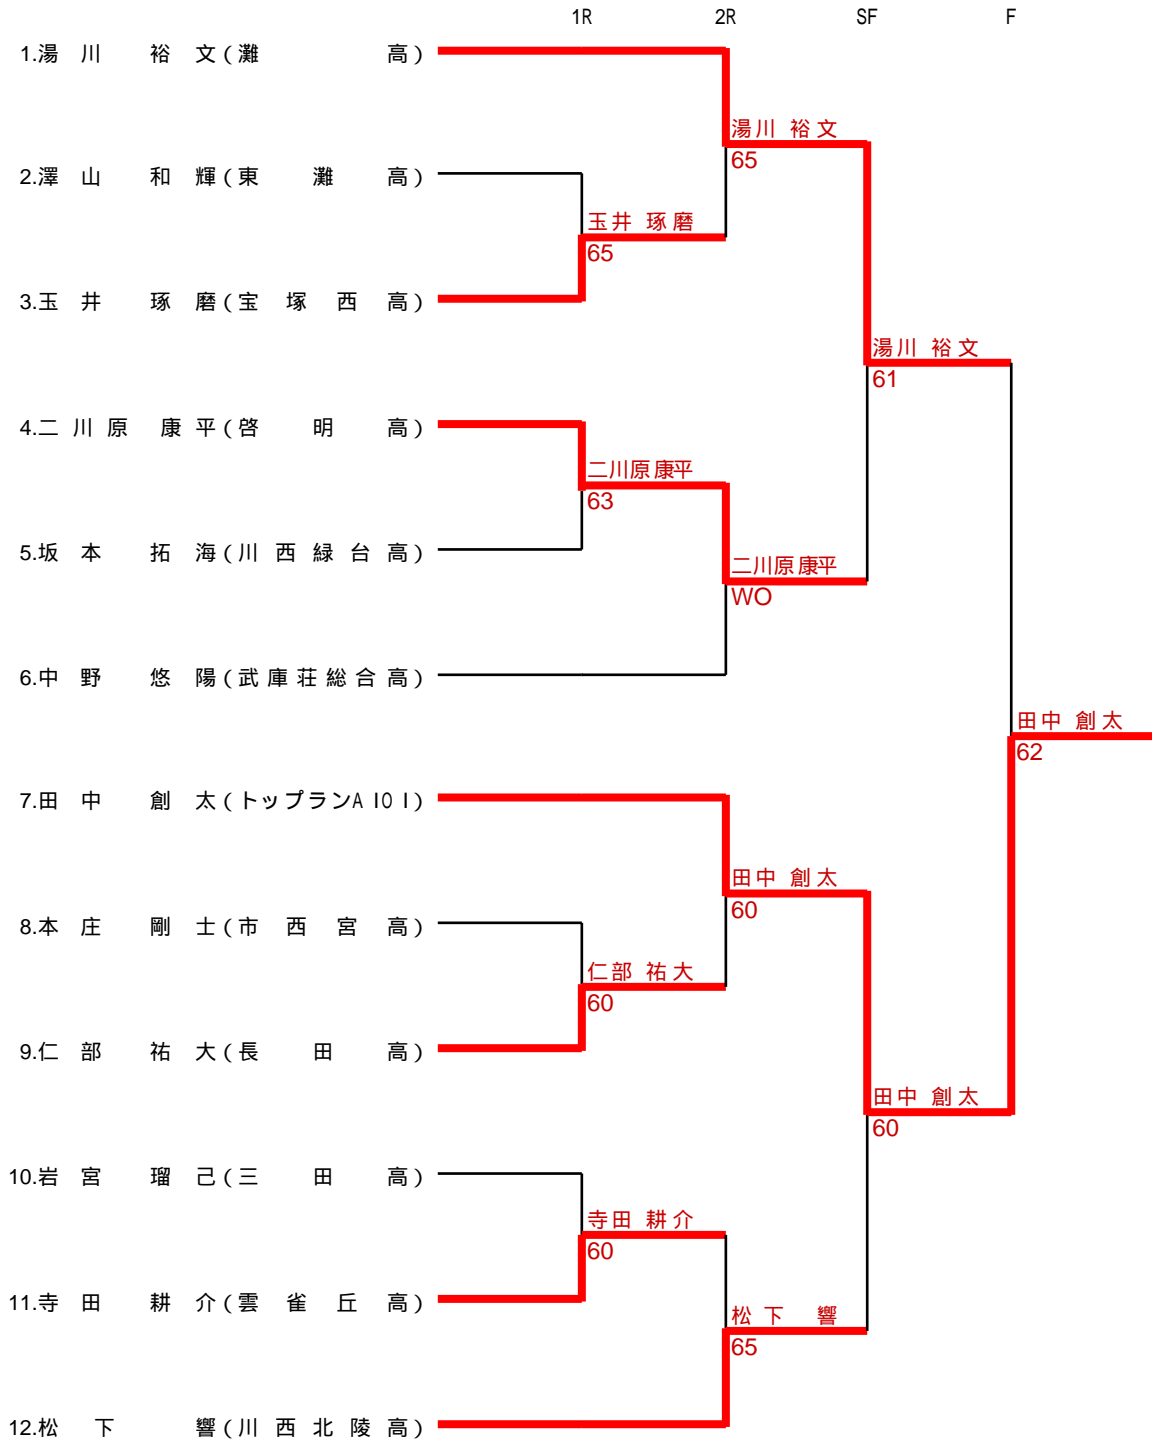 1R 2R SF F
1.湯川 裕文(灘高)
湯川 裕文
65
2.澤山 和輝(東灘高)
玉井 琢磨
65
3.玉井 琢磨(宝塚西高)
湯川 裕文
61
4.二川原 康平(啓明高)
二川原康平
63
5.坂本 拓海(川西緑台高)
二川原康平
WO
6.中野 悠陽(武庫荘総合高)
田中 創太
62
7.田中 創太(トップランA IO I)
田中 創太
60
8.本庄 剛士(市西宮高)
仁部 祐大
60
9.仁部 祐大(長田高)
田中 創太
60
10.岩宮 瑠己(三田高)
寺田 耕介
60
11.寺田 耕介(雲雀丘高)
松下 響
65
12.松下 響(川西北陵高)